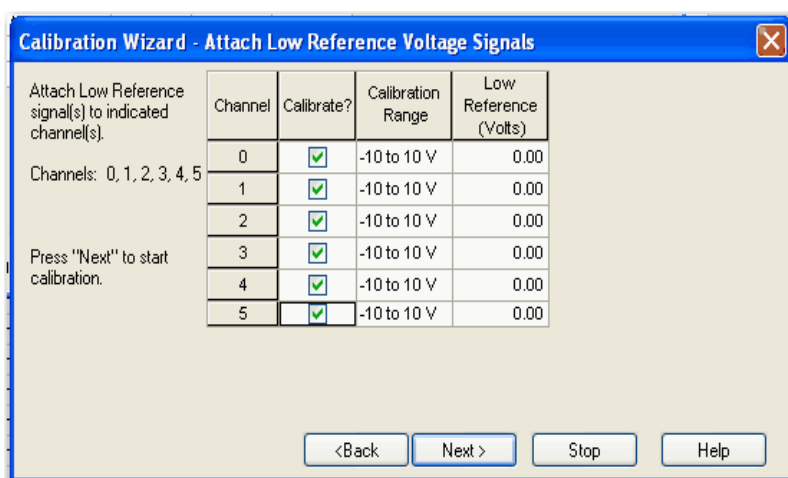 Calibration Wizard - Attach Low Reference Voltage Signals
Attach Low Reference
signal(s) to indicated
channel(s).
Channels: 0, 1, 2, 3, 4, 5
Press "Next" to start
calibration.
Channel Calibrate? Calibration Range Low Reference (Volts)
0 -10 to 10 V 0.00
1 -10 to 10 V 0.00
2 -10 to 10 V 0.00
3 -10 to 10 V 0.00
4 -10 to 10 V 0.00
5 -10 to 10 V 0.00
<Back Next > Stop Help